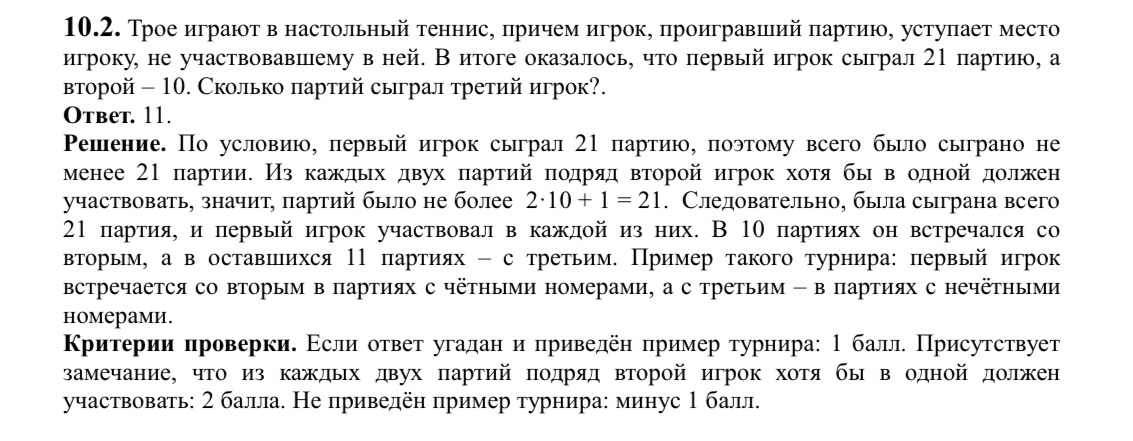 10.2. Трое играют в настольный теннис, причем игрок, проигравший партию, уступает место
игроку, не участвовавшему в ней. В итоге оказалось, что первый игрок сыграл 21 партию, а
второй – 10. Сколько партий сыграл третий игрок?.
Ответ. 11.
Решение. По условию, первый игрок сыграл 21 партию, поэтому всего было сыграно не
менее 21 партии. Из каждых двух партий подряд второй игрок хотя бы в одной должен
участвовать, значит, партий было не более 2·10 + 1 = 21. Следовательно, была сыграна всего
21 партия, и первый игрок участвовал в каждой из них. В 10 партиях он встречался со
вторым, а в оставшихся 11 партиях – с третьим. Пример такого турнира: первый игрок
встречается со вторым в партиях с чётными номерами, а с третьим – в партиях с нечётными
номерами.
Критерии проверки. Если ответ угадан и приведён пример турнира: 1 балл. Присутствует
замечание, что из каждых двух партий подряд второй игрок хотя бы в одной должен
участвовать: 2 балла. Не приведён пример турнира: минус 1 балл.